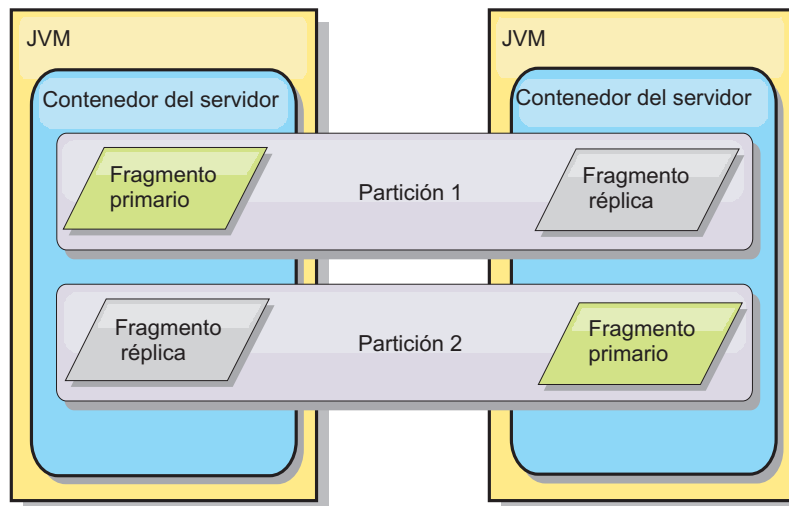 JVM
JVM
Contenedor del servidor
Contenedor del servidor
Fragmento
primario
Partición 1
Fragmento
réplica
Fragmento
réplica
Partición 2
Fragmento
primario